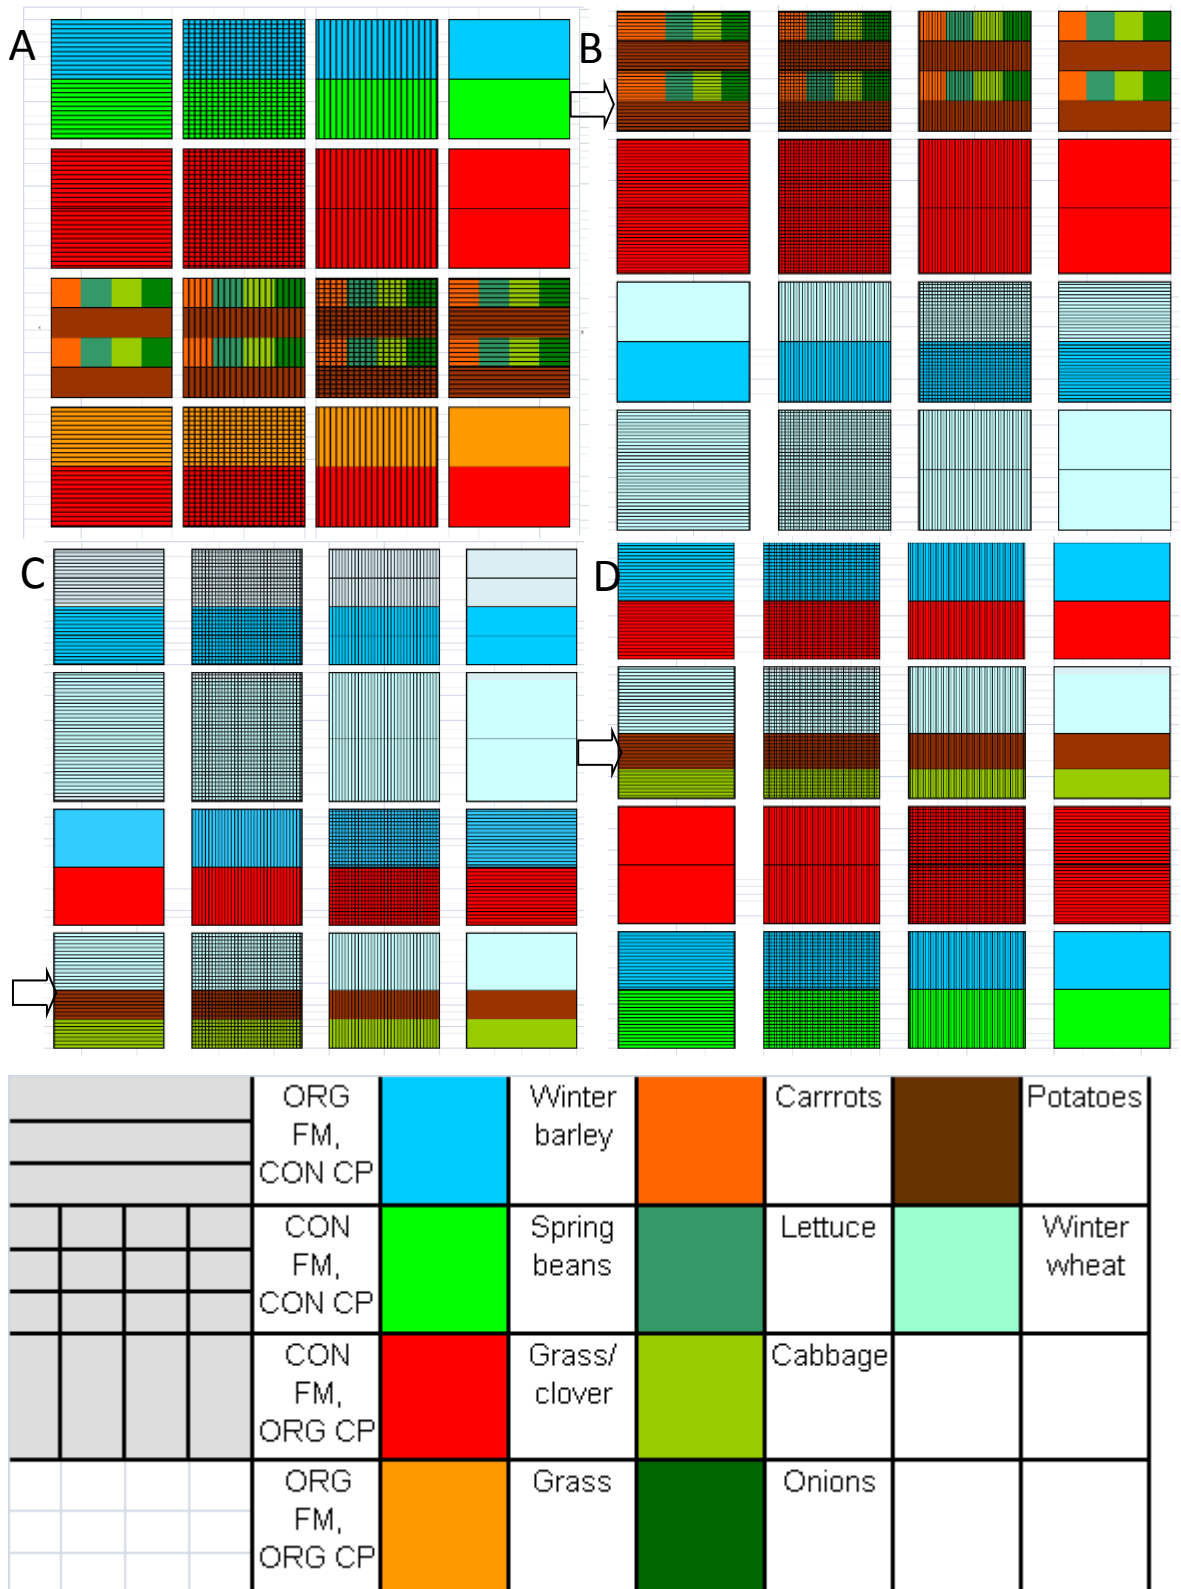 A
B
C
D
ORG
FM,
CON CP
Winter
barley
Carrrots
Potatoes
CON
FM,
CON CP
Spring
beans
Lettuce
Winter
wheat
CON
FM,
ORG CP
Grass/
clover
Cabbage
ORG
FM,
ORG CP
Grass
Onions